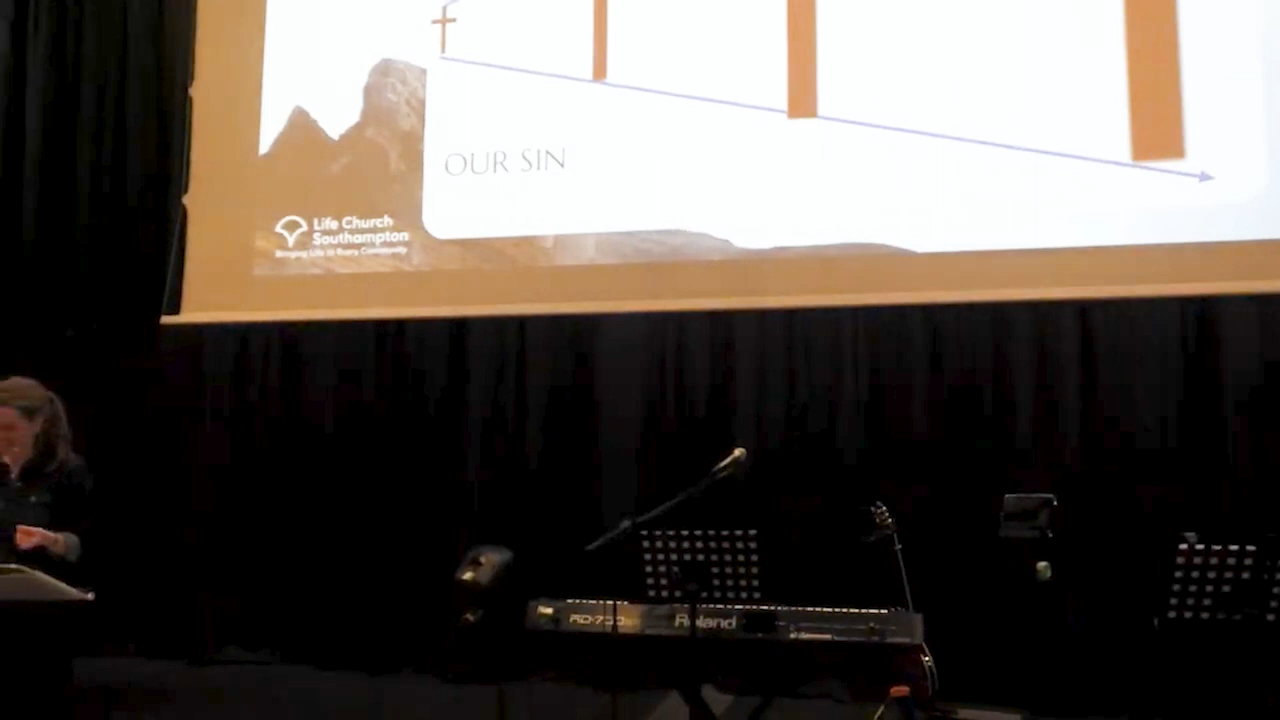 OUR SIN
Life Church
Southampton
Bringing Life to Every Community
RD-700
Roland